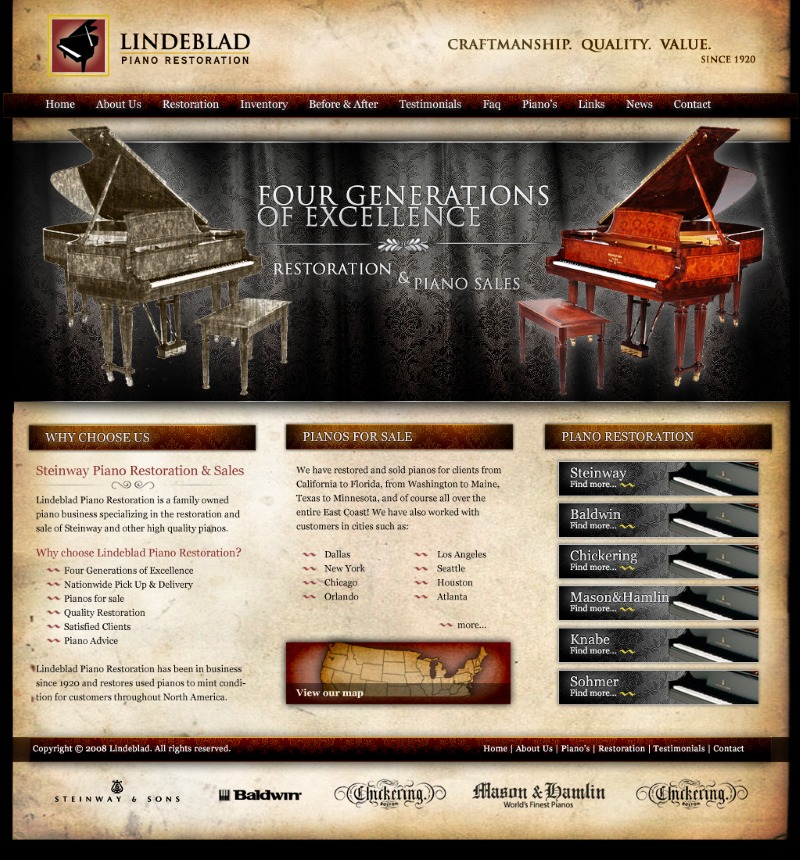 LINDEBLAD
PIANO RESTORATION
CRAFTMANSHIP. QUALITY. VALUE.
SINCE 1920
Home About Us Restoration Inventory Before & After Testimonials Faq Piano's Links News Contact
FOUR GENERATIONS
OF EXCELLENCE
RESTORATION
& PIANO SALES
WHY CHOOSE US
Steinway Piano Restoration & Sales
Lindeblad Piano Restoration is a family owned
piano business specializing in the restoration and
sale of Steinway and other high quality pianos.
Why choose Lindeblad Piano Restoration?
Four Generations of Excellence
Nationwide Pick Up & Delivery
Pianos for sale
Quality Restoration
Satisfied Clients
Piano Advice
Lindeblad Piano Restoration has been in business
since 1920 and restores used pianos to mint condi-
tion for customers throughout North America.
PIANOS FOR SALE
We have restored and sold pianos for clients from
California to Florida, from Washington to Maine,
Texas to Minnesota, and of course all over the
entire East Coast! We have also worked with
customers in cities such as:
Dallas
New York
Chicago
Orlando
Los Angeles
Seattle
Houston
Atlanta
more...
View our map
PIANO RESTORATION
Steinway
Find more...
Baldwin
Find more...
Chickering
Find more...
Mason&Hamlin
Find more...
Knabe
Find more...
Sohmer
Find more...
Copyright © 2008 Lindeblad. All rights reserved.
Home | About Us | Piano's | Restoration | Testimonials | Contact
STEINWAY & SONS
Baldwin
Chickering
BOSTON
Mason & Hamlin
World's Finest Pianos
Chickering
BOSTON